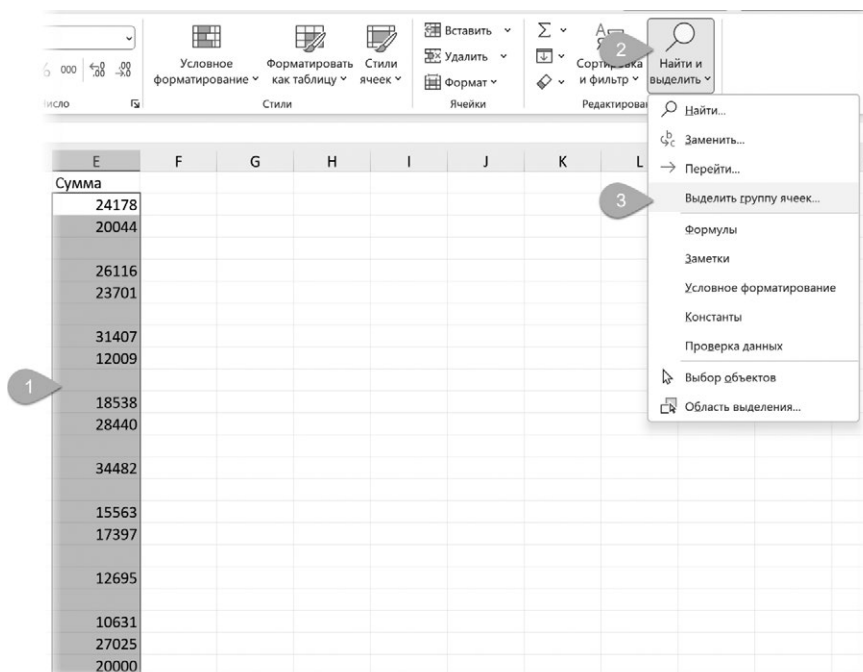 000
Условное
форматирование
Форматировать
как таблицу
Стили
ячеек
Вставить
Удалить
Формат
Σ
и фильтр
Найти и
выделить
2
Стили
Ячейки
Найти...
Заменить...
Перейти...
Выделить группу ячеек...
3
Формулы
Заметки
Условное форматирование
Константы
Проверка данных
Выбор объектов
Область выделения...
E F G H I J K L
Сумма
24178
20044
26116
23701
31407
12009
1
18538
28440
34482
15563
17397
12695
10631
27025
20000